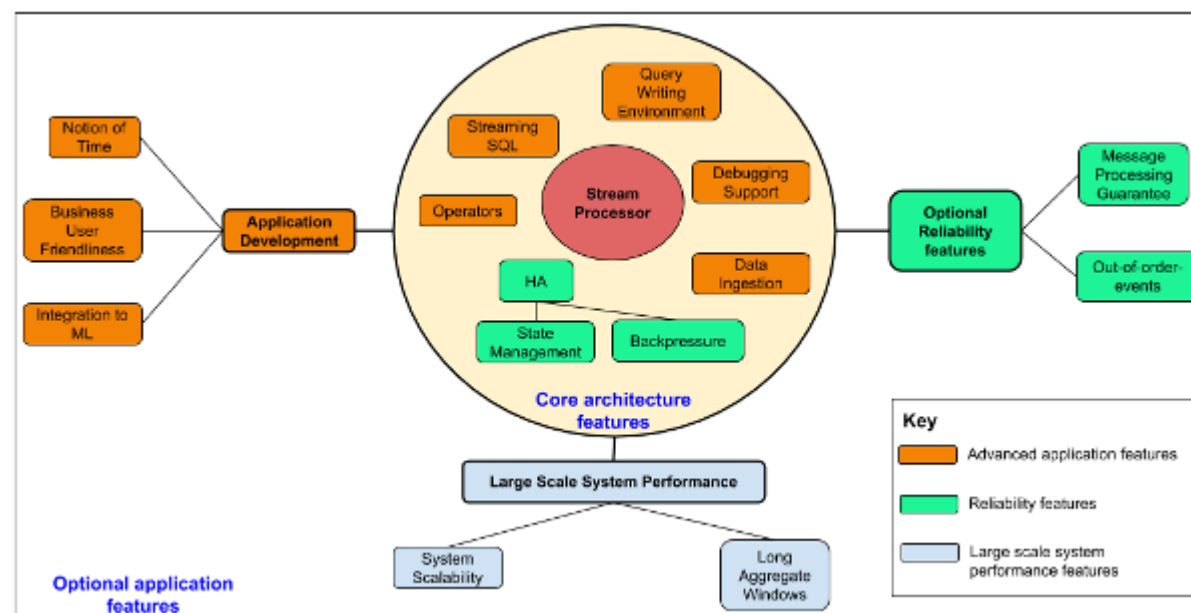 Query
Writing
Environment
Streaming
SQL
Notion of
Time
Message
Processing
Guarantee
Debugging
Support
Stream
Processor
Operators
Business
User
Friendliness
Application
Development
Optional
Reliability
features
Data
Ingestion
HA
Out-of-order-
events
Integration to
ML
State
Management
Backpressure
Core architecture
features
Key
Advanced application features
Large Scale System Performance
Reliability features
System
Scalability
Long
Aggregate
Windows
Large scale system
performance features
Optional application
features